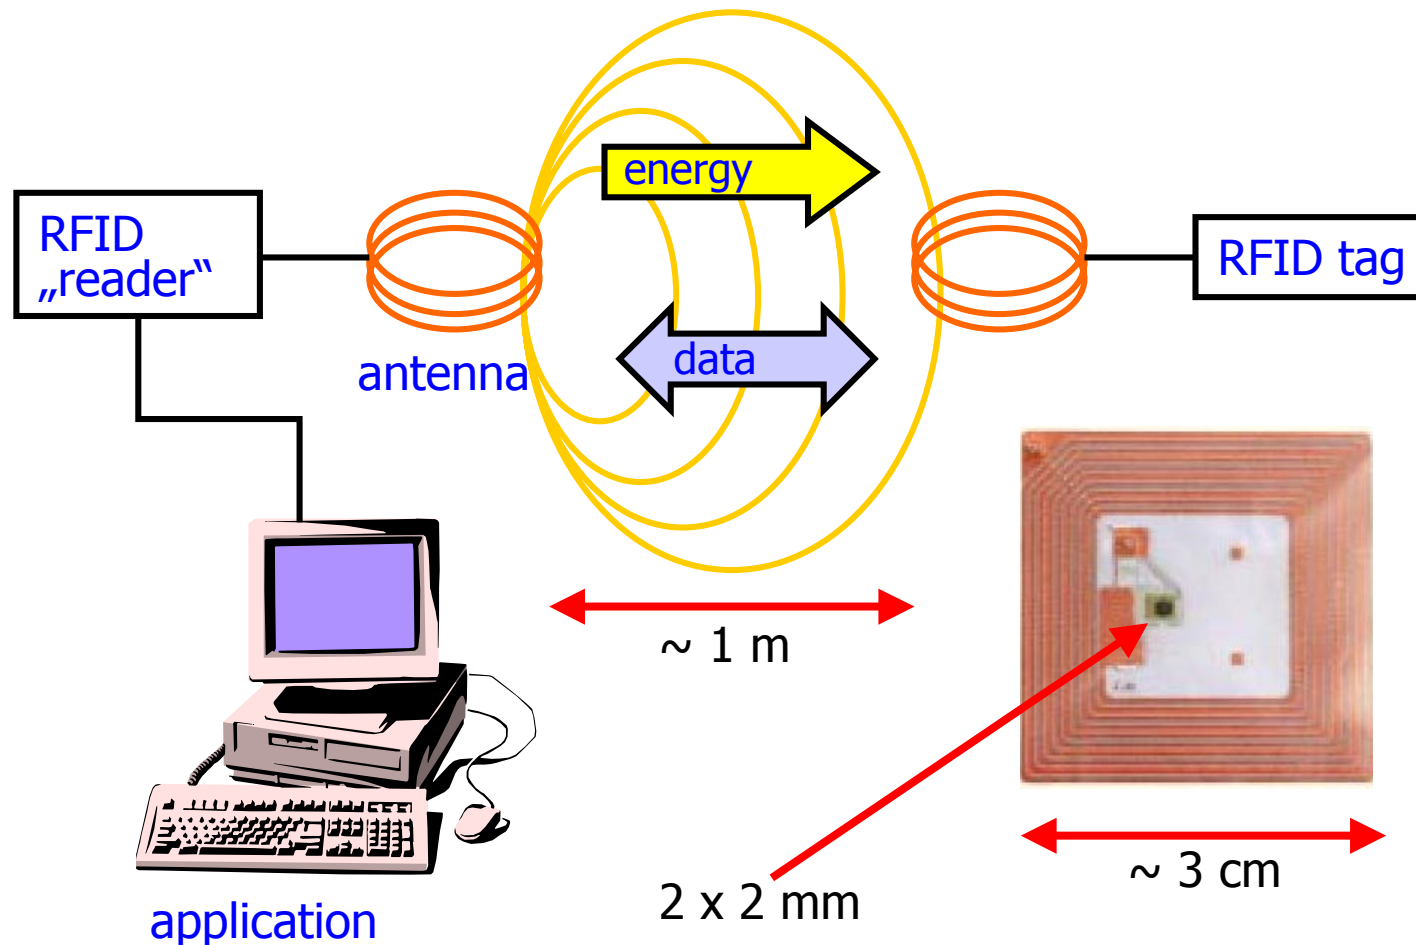 energy
RFID
„reader“
RFID tag
data
antenna
~ 1 m
~ 3 cm
2 x 2 mm
application